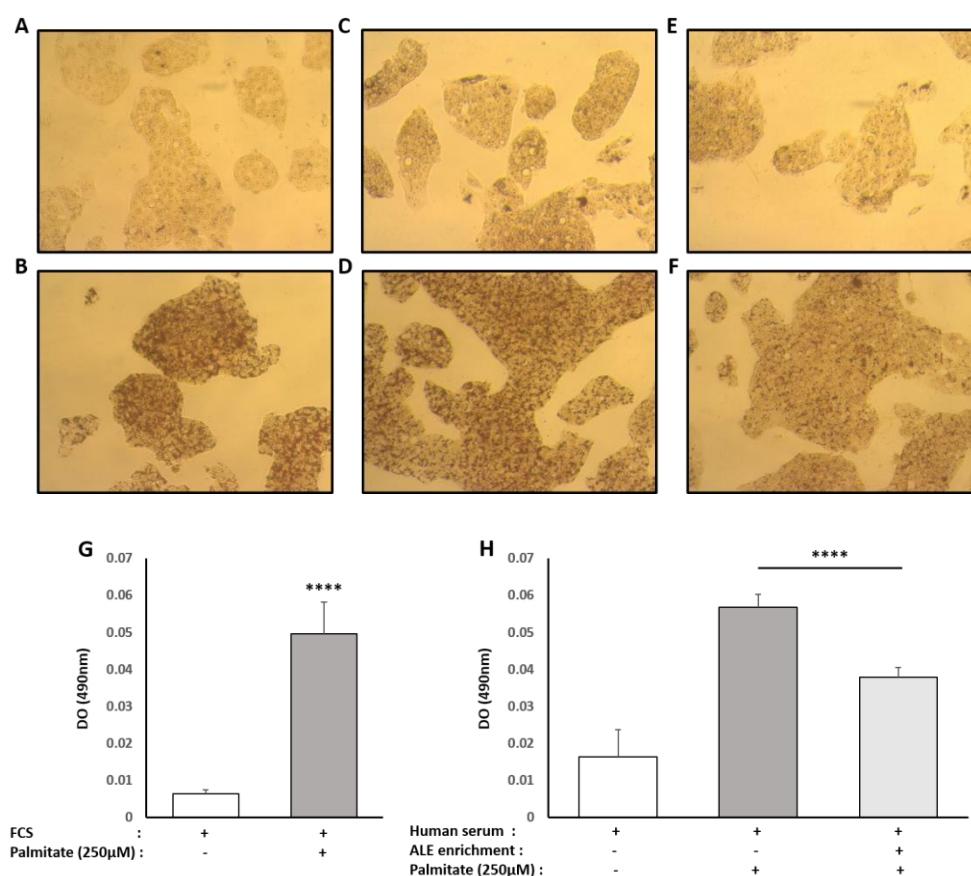 A C E
B D F
G
0.07
0.06
0.05
0.04
0.03
0.02
0.01
0
DO (490nm)
****
FCS : + +
Palmitate (250µM) : - +
H
0.07
0.06
0.05
0.04
0.03
0.02
0.01
0
DO (490nm)
****
Human serum : + + +
ALE enrichment : - - +
Palmitate (250µM) : - + +